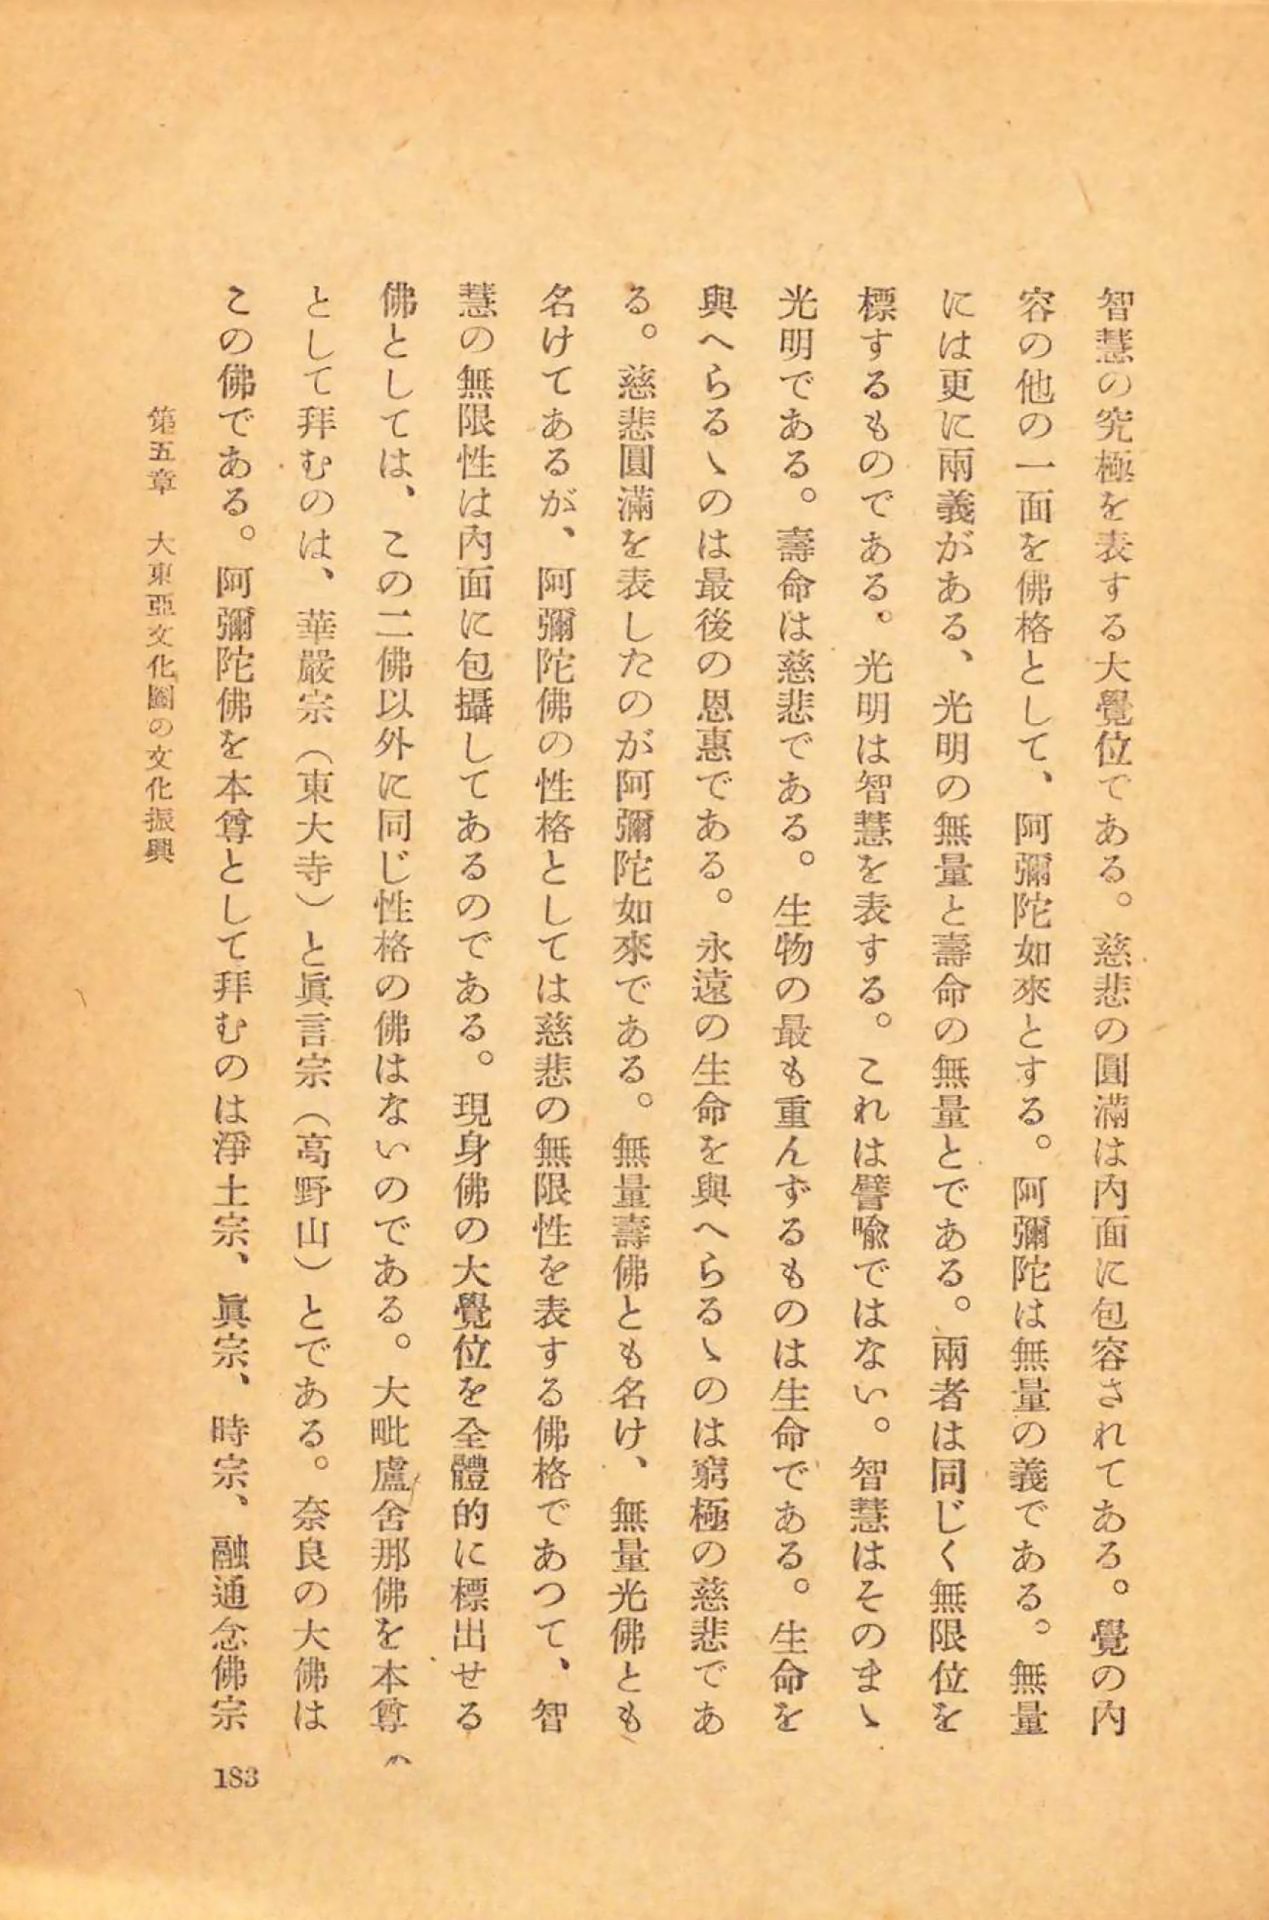 智慧の究極を表する大覺位である。慈悲の圓滿は内面に包容されてある。覺の内
容の他の一面を佛格として、阿彌陀如來とする。阿彌陀は無量の義である。無量
には更に兩義がある、光明の無量と壽命の無量とである。兩者は同じく無限位を
標するものである。光明は智慧を表する。これは譬喩ではない。智慧はそのまゝ
光明である。壽命は慈悲である。生物の最も重んずるものは生命である。生命を
與へらるゝのは最後の恩惠である。永遠の生命を與へらるゝのは窮極の慈悲であ
る。慈悲圓滿を表したのが阿彌陀如來である。無量壽佛とも名け、無量光佛とも
名けてあるが、阿彌陀佛の性格としては慈悲の無限性を表する佛格であつて、智
慧の無限性は内面に包攝してあるのである。現身佛の大覺位を全體的に標出せる
佛としては、この二佛以外に同じ性格の佛はないのである。大毗盧舍那佛を本尊
として拜むのは、華嚴宗（東大寺）と眞言宗（高野山）とである。奈良の大佛は
この佛である。阿彌陀佛を本尊として拜むのは淨土宗、眞宗、時宗、融通念佛宗
第五章　大東亞文化圈の文化振興
183